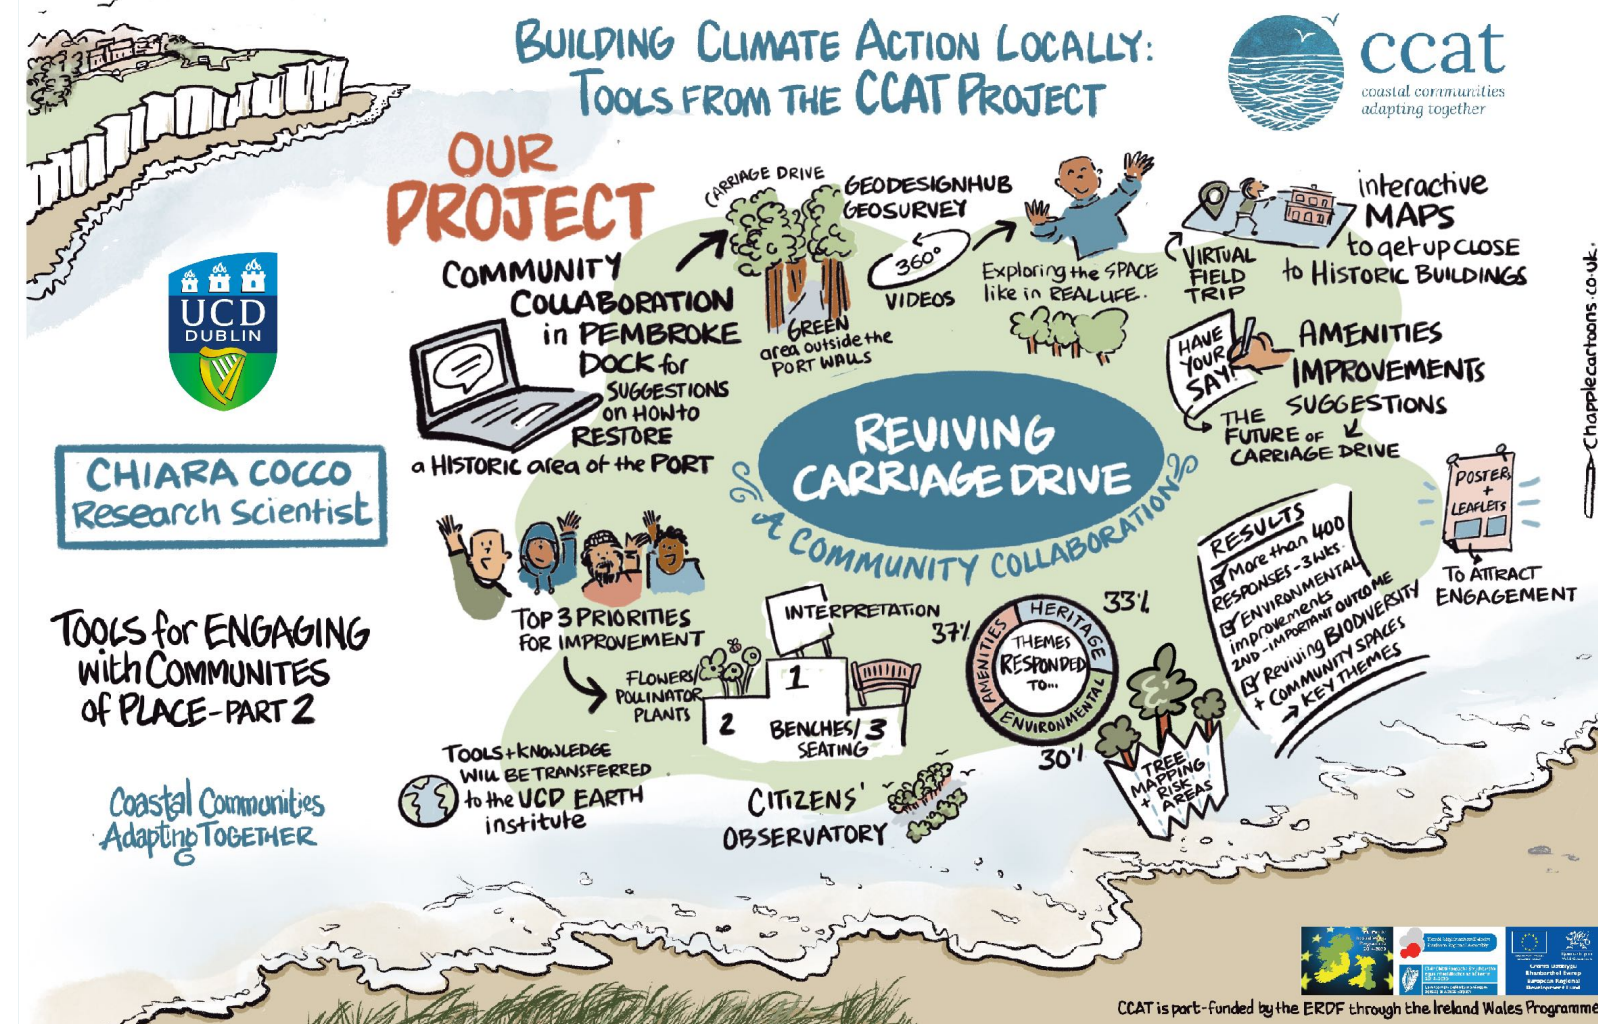 BUILDING CLIMATE ACTION LOCALLY:
TOOLS FROM THE CCAT PROJECT
ccat
coastal communities
adapting together
OUR
PROJECT
COMMUNITY
COLLABORATION
in PEMBROKE
DOCK for
SUGGESTIONS
on HOW to
RESTORE
a HISTORIC area of the PORT
CARRIAGE DRIVE
GREEN
area outside the
PORT WALLS
GEODESIGNHUB
GEOSURVEY
360°
VIDEOS
Exploring the SPACE
like in REAL LIFE.
VIRTUAL
FIELD
TRIP
interactive
MAPS
to get up CLOSE
to HISTORIC BUILDINGS
HAVE
YOUR
SAY!
AMENITIES
IMPROVEMENTS
SUGGESTIONS
THE
FUTURE OF
CARRIAGE DRIVE
UCD
DUBLIN
CHIARA COCCO
Research Scientist
TOOLS for ENGAGING
with COMMUNITES
of PLACE - PART 2
Coastal Communities
Adapting TOGETHER
REVIVING
CARRIAGE DRIVE
A COMMUNITY COLLABORATION
POSTERS
+
LEAFLETS
TO ATTRACT
ENGAGEMENT
RESULTS
More than 400
RESPONSES - 3 wks.
ENVIRONMENTAL
improvements
2ND - IMPORTANT OUTCOME
Reviving BIODIVERSITY
+ COMMUNITY SPACES
→ KEY THEMES
TOP 3 PRIORITIES
FOR IMPROVEMENT
INTERPRETATION
FLOWERS/
POLLINATOR
PLANTS
1
2
BENCHES/ 3
SEATING
37%
33%
30%
AMENITIES
HERITAGE
ENVIRONMENTAL
THEMES
RESPONDED
TO...
TREE
MAPPING
+ RISK
AREAS
TOOLS + KNOWLEDGE
WILL BE TRANSFERRED
to the UCD EARTH
institute
CITIZENS'
OBSERVATORY
Chapplecartoons.co.uk.
European Regional
Development Fund
CCAT is part-funded by the ERDF through the Ireland Wales Programme